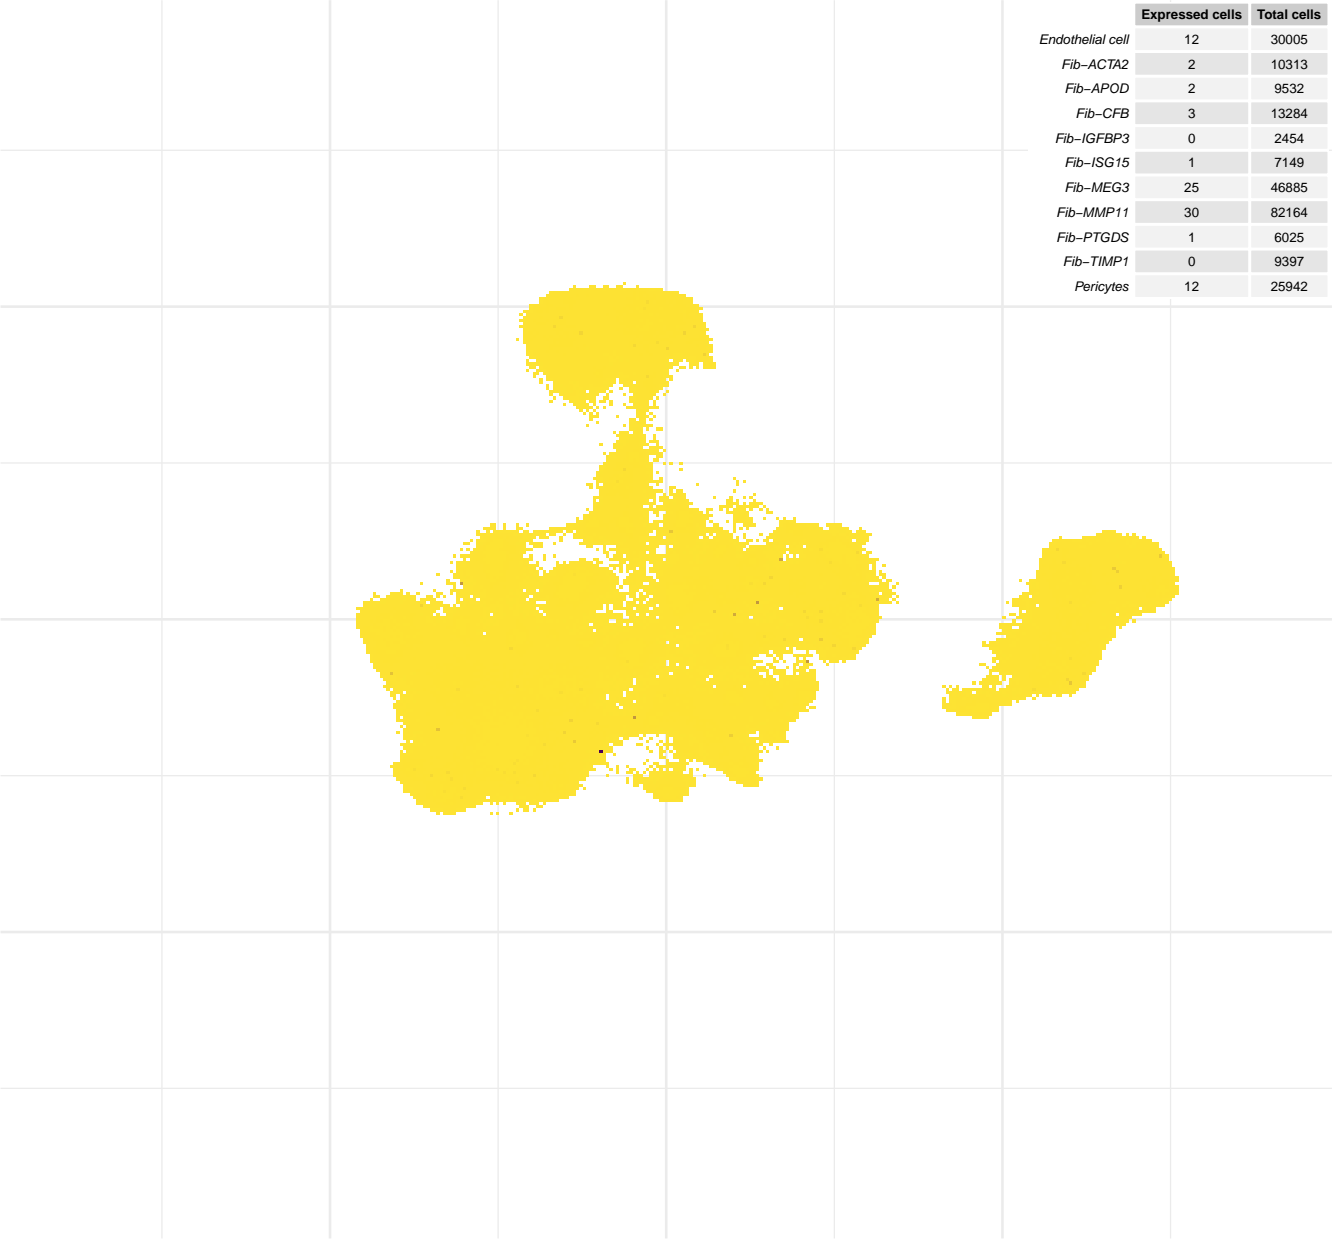 Expressed cells Total cells
Endothelial cell 12 30005
Fib−ACTA2 2 10313
Fib−APOD 2 9532
Fib−CFB 3 13284
Fib−IGFBP3 0 2454
Fib−ISG15 1 7149
Fib−MEG3 25 46885
Fib−MMP11 30 82164
Fib−PTGDS 1 6025
Fib−TIMP1 0 9397
Pericytes 12 25942